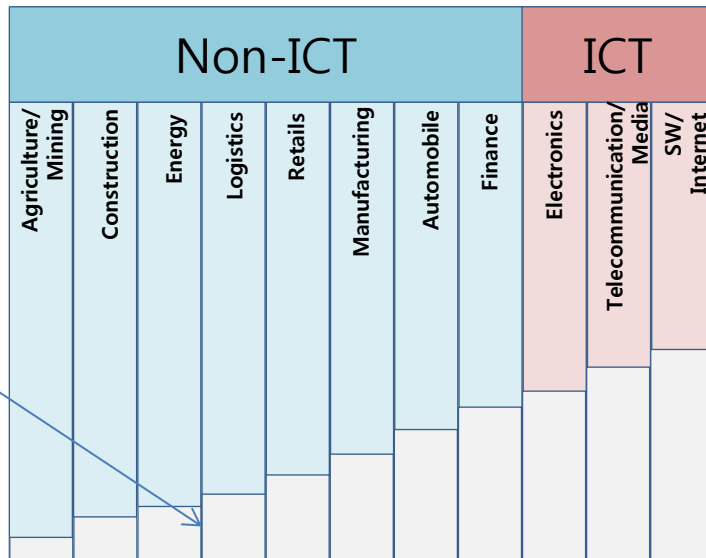 Non-ICT
ICT
Agriculture/
Mining
Construction
Energy
Logistics
Retails
Manufacturing
Automobile
Finance
Electronics
Telecommunication/
Media
SW/
Internet